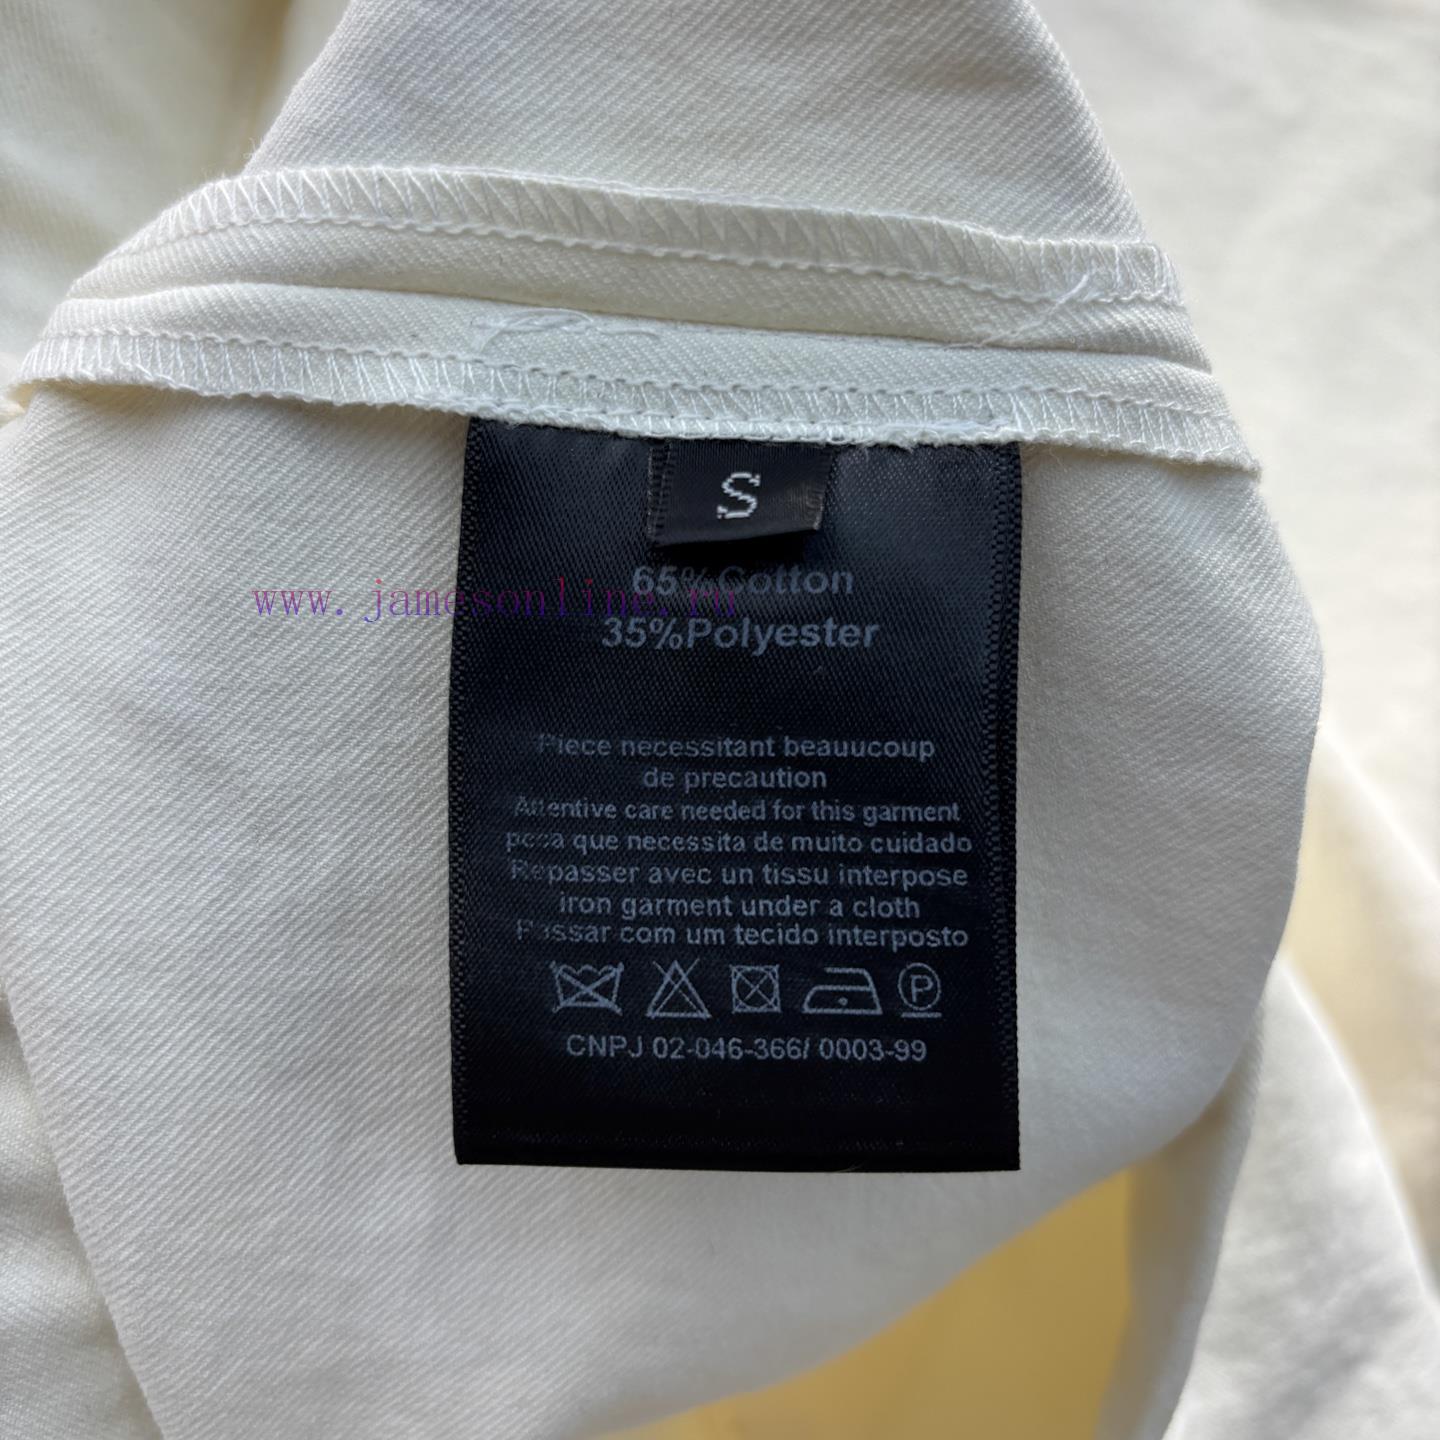 S
65%Cotton
www.jamesonline.ru
35%Polyester
Piece necessitant beauucoup
de precaution
Attentive care needed for this garment
peca que necessita de muito cuidado
Repasser avec un tissu interpose
iron garment under a cloth
Passar com um tecido interposto
P
CNPJ 02-046-366/ 0003-99